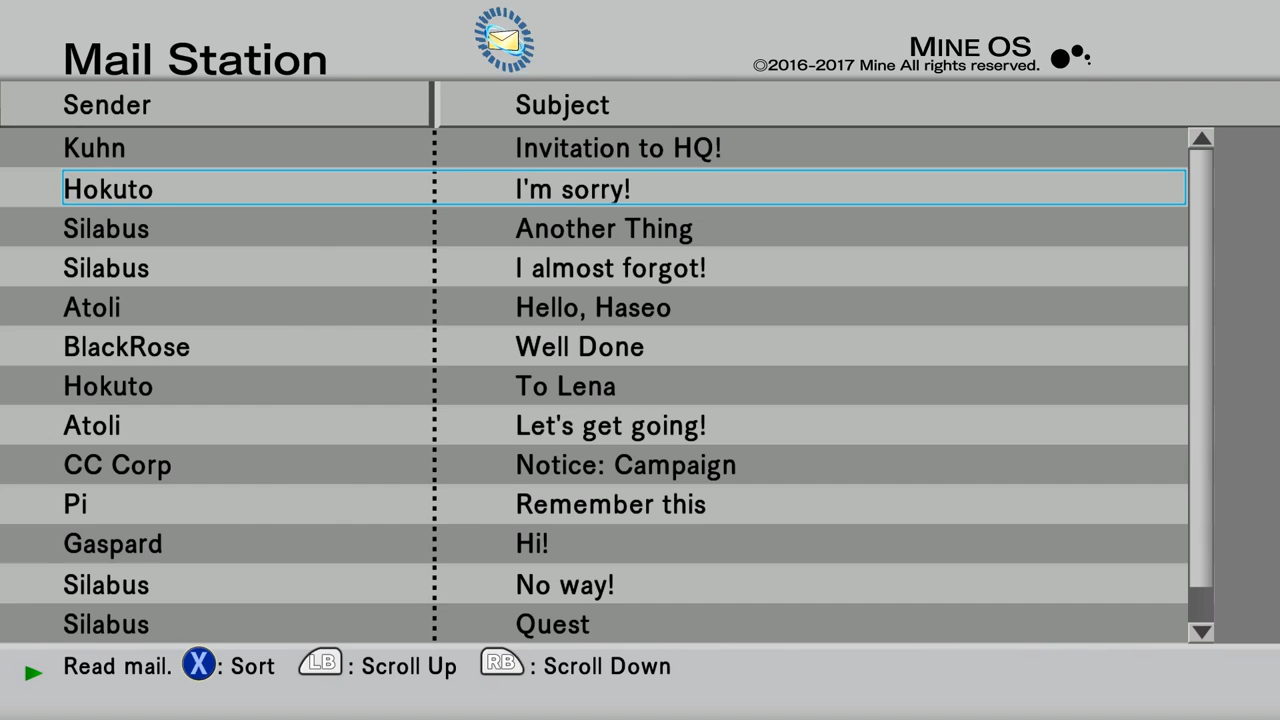 Mail Station
MINE OS
©2016-2017 Mine All rights reserved.
Sender Subject
Kuhn Invitation to HQ!
Hokuto I'm sorry!
Silabus Another Thing
Silabus I almost forgot!
Atoli Hello, Haseo
BlackRose Well Done
Hokuto To Lena
Atoli Let's get going!
CC Corp Notice: Campaign
Pi Remember this
Gaspard Hi!
Silabus No way!
Silabus Quest
Read mail. X : Sort LB : Scroll Up RB : Scroll Down